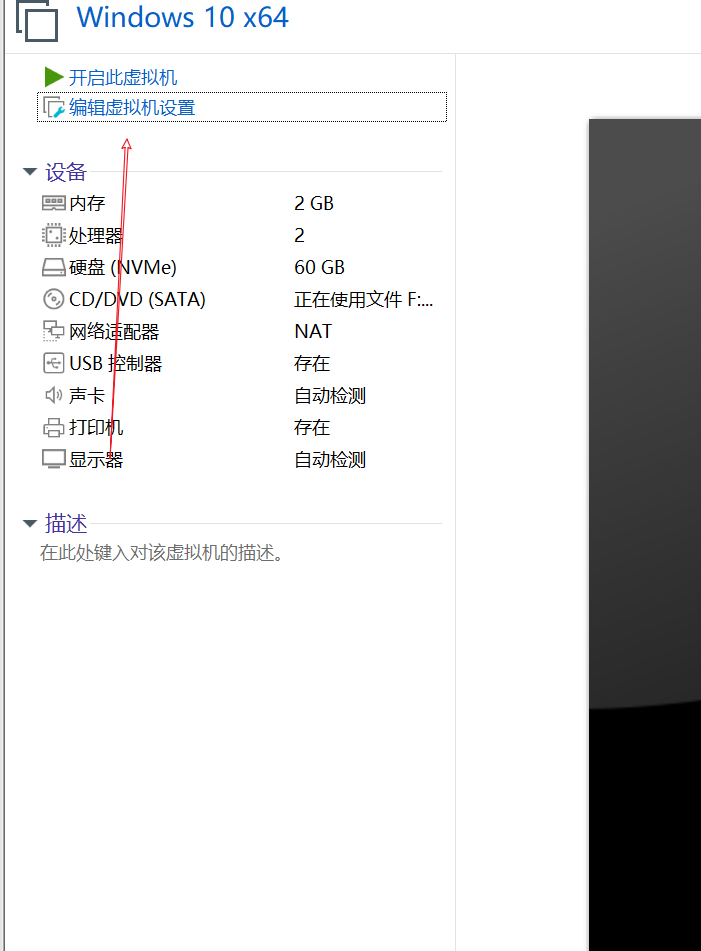 Windows 10 x64
开启此虚拟机
编辑虚拟机设置
设备
内存 2 GB
处理器 2
硬盘 (NVMe) 60 GB
CD/DVD (SATA) 正在使用文件 F:...
网络适配器 NAT
USB 控制器 存在
声卡 自动检测
打印机 存在
显示器 自动检测
描述
在此处键入对该虚拟机的描述。